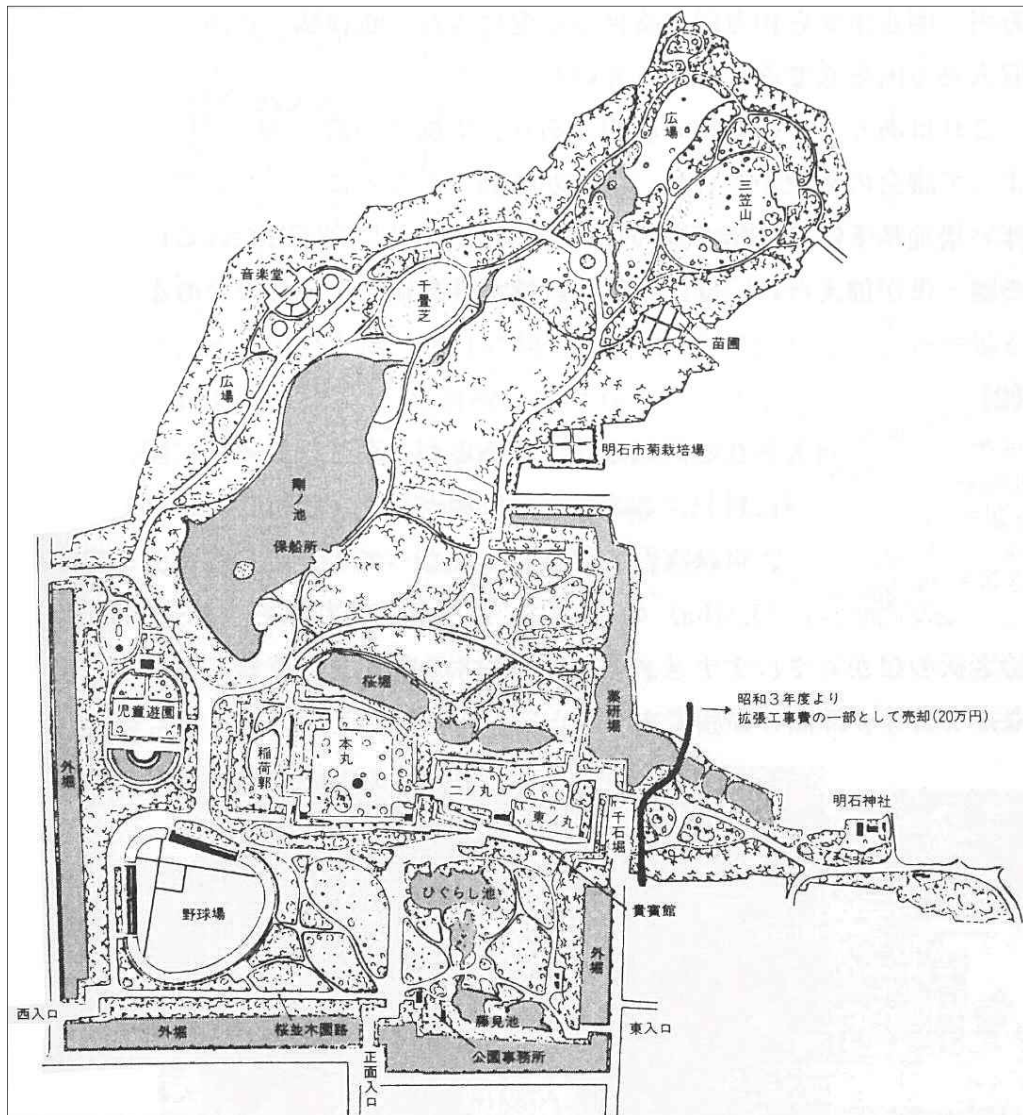 広場
三笠山
音楽堂
千畳芝
苗圃
広場
明石市菊栽培場
剛ノ池
保船所
桜堀
薬研堀
昭和3年度より
拡張工事費の一部として売却(20万円)
児童遊園
外堀
稲荷郭
本丸
二ノ丸
東ノ丸
千石堀
明石神社
ひぐらし池
貴賓館
野球場
外堀
西入口
外堀
桜並木園路
藤見池
東入口
公園事務所
正面入口